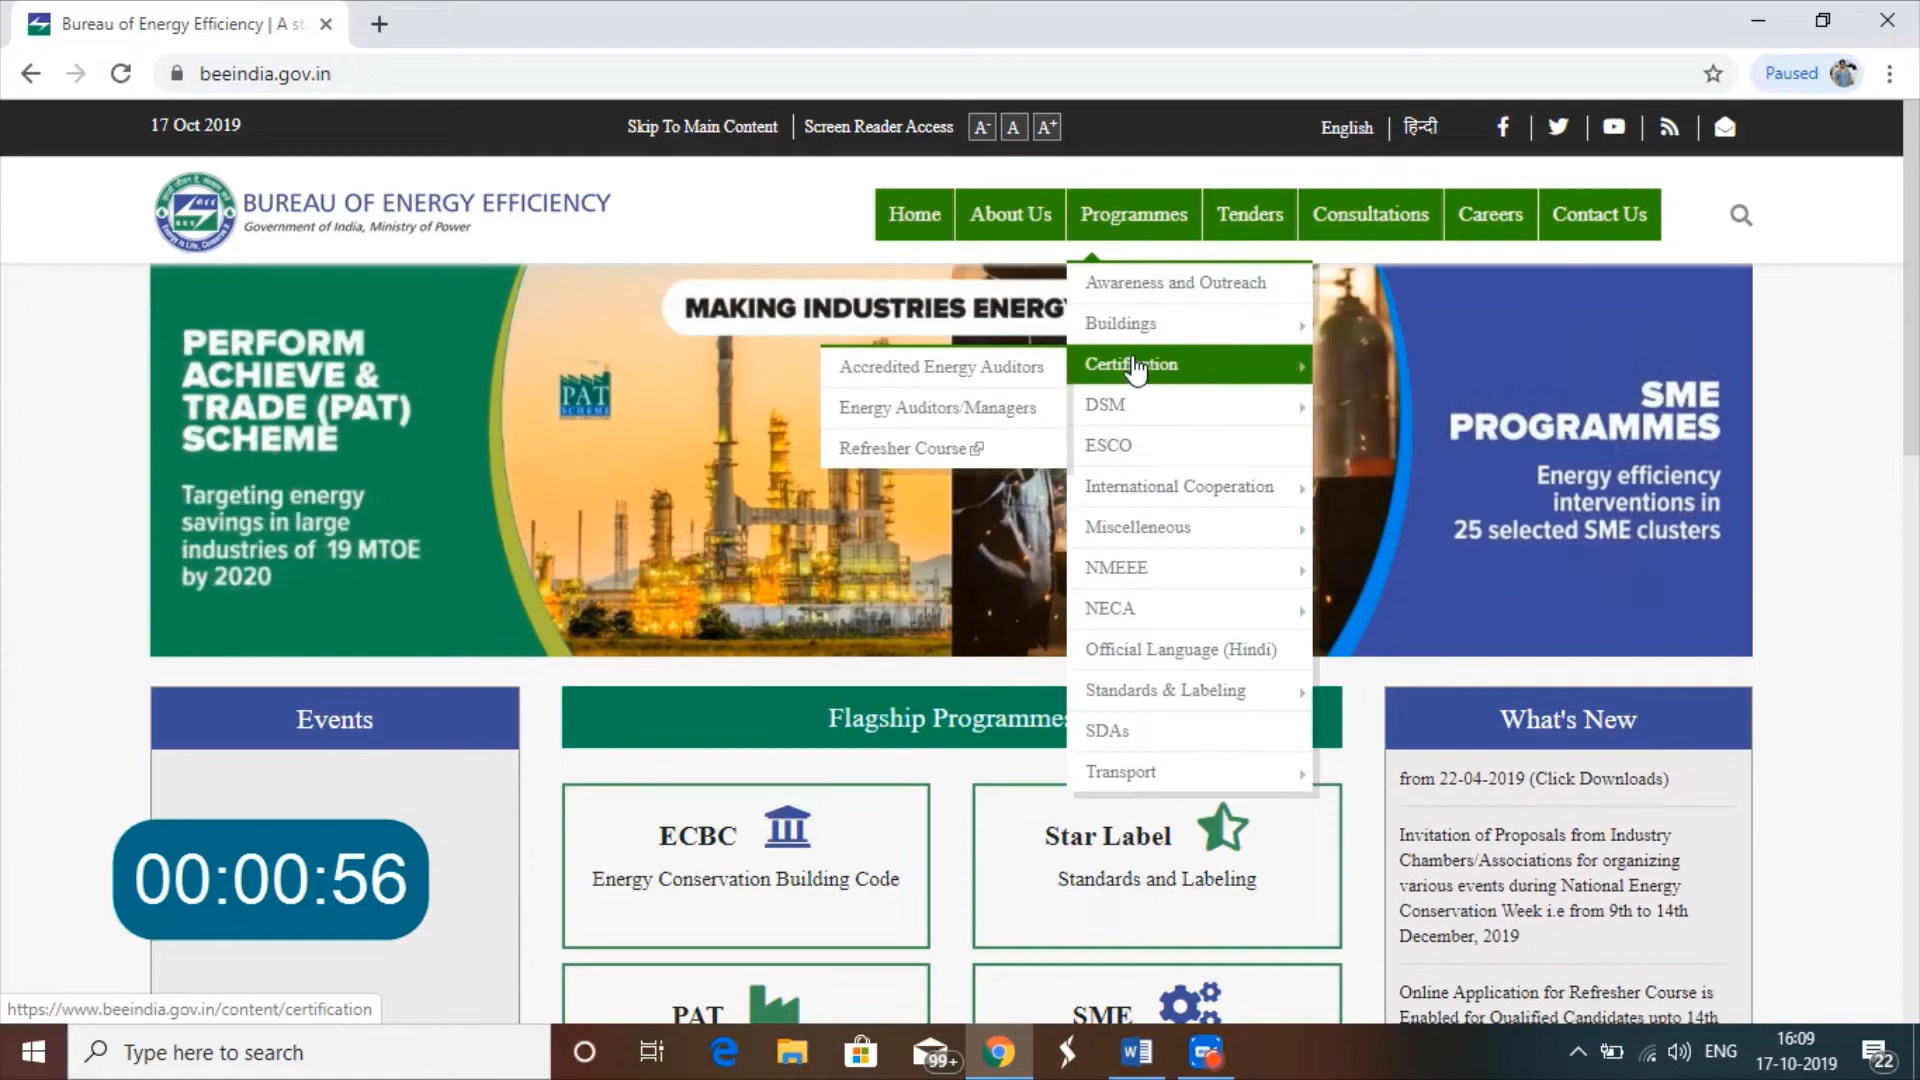 Bureau of Energy Efficiency | A st
beeindia.gov.in
Paused
17 Oct 2019
Skip To Main Content
Screen Reader Access
A-
A
A+
English
हिन्दी
BUREAU OF ENERGY EFFICIENCY
Government of India, Ministry of Power
Home
About Us
Programmes
Tenders
Consultations
Careers
Contact Us
PERFORM
ACHIEVE &
TRADE (PAT)
SCHEME
Targeting energy
savings in large
industries of 19 MTOE
by 2020
PAT
SCHEME
MAKING INDUSTRIES ENERG
Awareness and Outreach
Buildings
Certification
DSM
ESCO
International Cooperation
Miscelleneous
NMEEE
NECA
Official Language (Hindi)
Standards & Labeling
SDAs
Transport
Accredited Energy Auditors
Energy Auditors/Managers
Refresher Course
SME
PROGRAMMES
Energy efficiency
interventions in
25 selected SME clusters
Events
Flagship Programmes
ECBC
Energy Conservation Building Code
Star Label
Standards and Labeling
PAT
SME
What's New
from 22-04-2019 (Click Downloads)
Invitation of Proposals from Industry
Chambers/Associations for organizing
various events during National Energy
Conservation Week i.e from 9th to 14th
December, 2019
Online Application for Refresher Course is
Enabled for Qualified Candidates upto 14th
00:00:56
https://www.beeindia.gov.in/content/certification
Type here to search
99+
ENG
16:09
17-10-2019
22